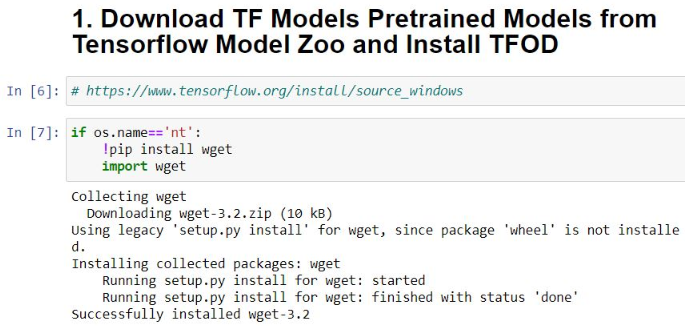 1. Download TF Models Pretrained Models from
Tensorflow Model Zoo and Install TFOD
In [6]: # https://www.tensorflow.org/install/source_windows
In [7]: if os.name=='nt':
!pip install wget
import wget
Collecting wget
Downloading wget-3.2.zip (10 kB)
Using legacy 'setup.py install' for wget, since package 'wheel' is not installe
d.
Installing collected packages: wget
Running setup.py install for wget: started
Running setup.py install for wget: finished with status 'done'
Successfully installed wget-3.2